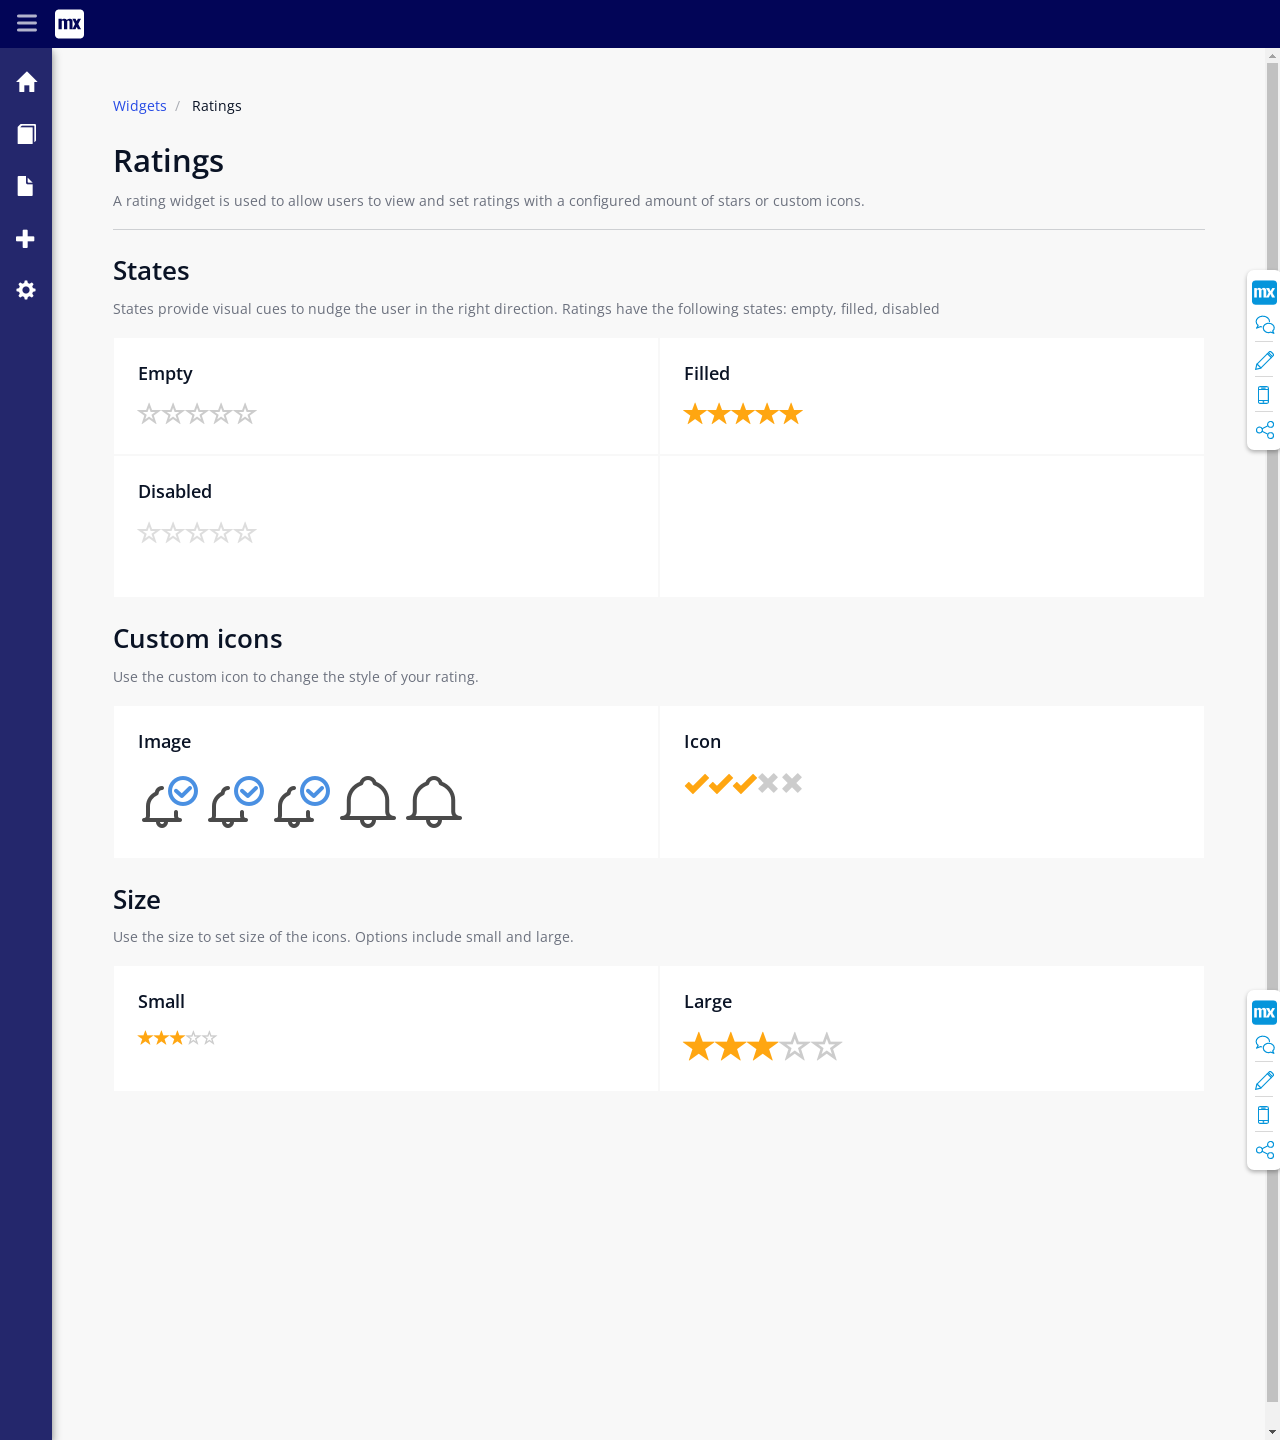 mx
Widgets / Ratings
Ratings
A rating widget is used to allow users to view and set ratings with a configured amount of stars or custom icons.
States
States provide visual cues to nudge the user in the right direction. Ratings have the following states: empty, filled, disabled
mx
Empty
Filled
Disabled
Custom icons
Use the custom icon to change the style of your rating.
Image
Icon
Size
Use the size to set size of the icons. Options include small and large.
Small
Large
mx